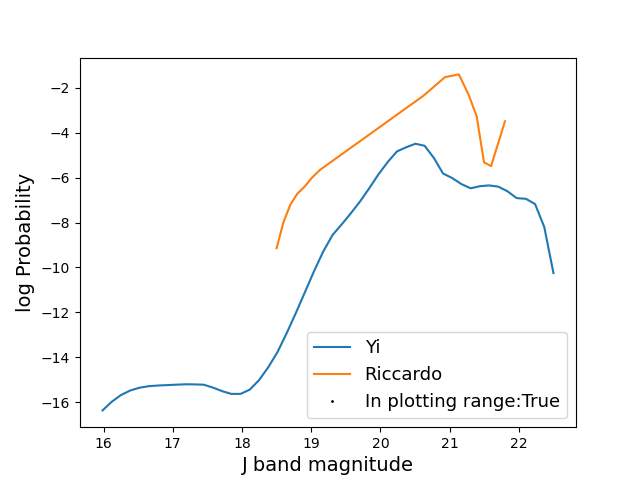 −2
−4
−6
−8
−10
−12
−14
−16
log Probability
Yi
Riccardo
In plotting range:True
16 17 18 19 20 21 22
J band magnitude